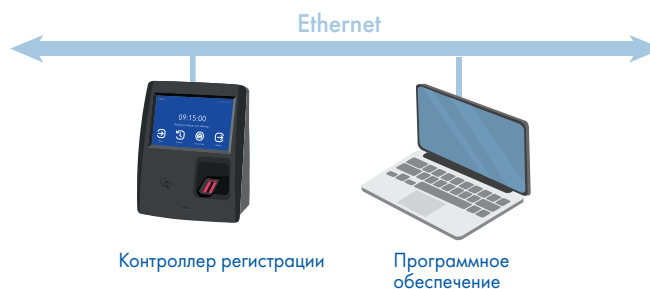 Ethernet
09:15:00
Контроллер регистрации
Программное
обеспечение